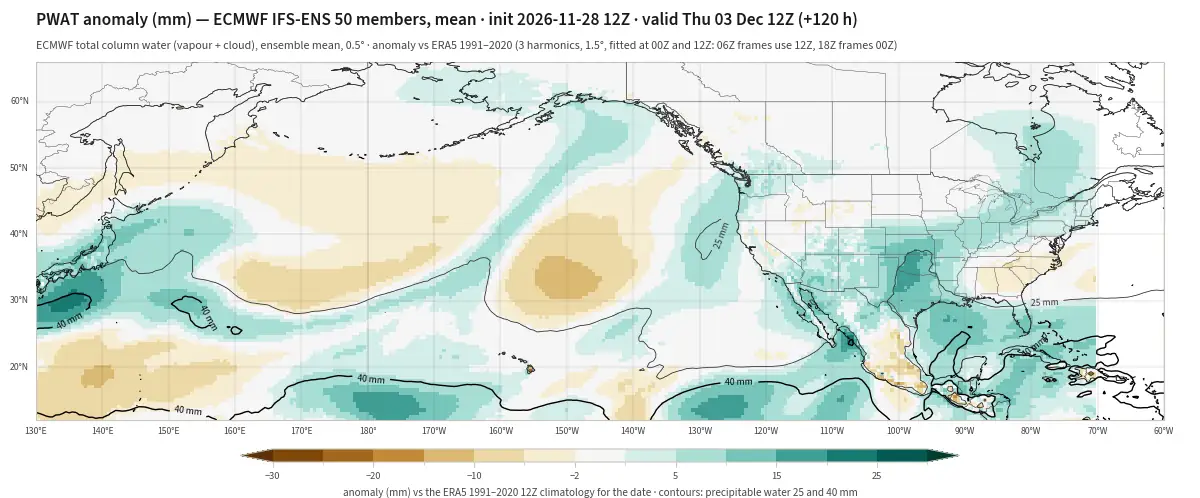 PWAT anomaly (mm) — ECMWF IFS-ENS 50 members, mean · init 2026-11-28 12Z · valid Thu 03 Dec 12Z (+120 h)
ECMWF total column water (vapour + cloud), ensemble mean, 0.5° · anomaly vs ERA5 1991–2020 (3 harmonics, 1.5°, fitted at 00Z and 12Z: 06Z frames use 12Z, 18Z frames 00Z)
60°N
50°N
40°N
30°N
20°N
25 mm
25 mm
40 mm
40 mm
40 mm
40 mm
40 mm
40 mm
130°E 140°E 150°E 160°E 170°E 180° 170°W 160°W 150°W 140°W 130°W 120°W 110°W 100°W 90°W 80°W 70°W 60°W
−30 −20 −10 −2 5 15 25
anomaly (mm) vs the ERA5 1991–2020 12Z climatology for the date · contours: precipitable water 25 and 40 mm